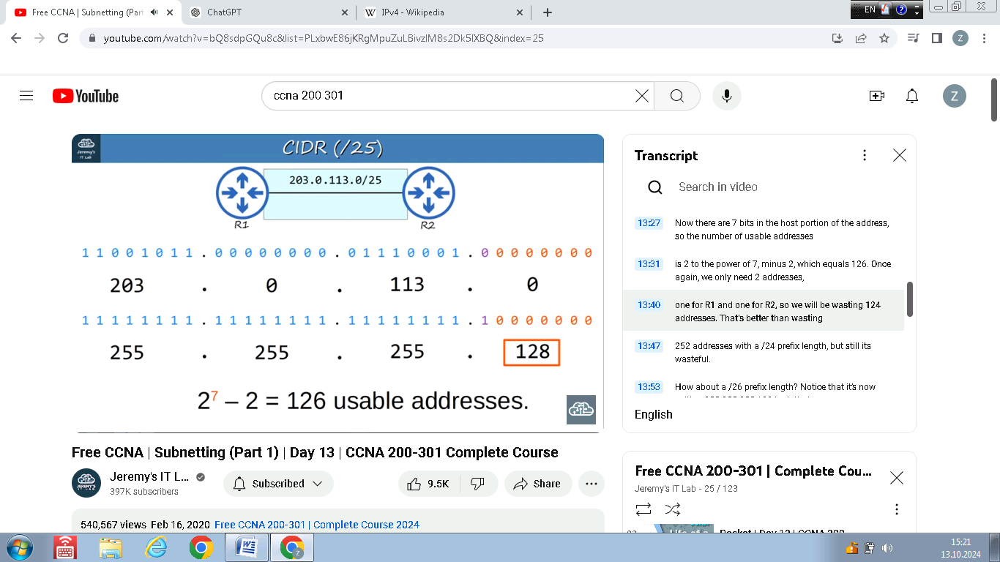 Free CCNA | Subnetting (Part
ChatGPT
IPv4 - Wikipedia
EN
youtube.com/watch?v=bQ8sdpGQu8c&list=PLxbwE86jKRgMpuZuLBivzlM8s2Dk5lXBQ&index=25
Z
YouTube
ccna 200 301
Z
Jeremy's
IT Lab
CIDR (/25)
203.0.113.0/25
R1
R2
1 1 0 0 1 0 1 1 . 0 0 0 0 0 0 0 0 . 0 1 1 1 0 0 0 1 . 0 0 0 0 0 0 0 0
203 . 0 . 113 . 0
1 1 1 1 1 1 1 1 . 1 1 1 1 1 1 1 1 . 1 1 1 1 1 1 1 1 . 1 0 0 0 0 0 0 0
255 . 255 . 255 . 128
2⁷ – 2 = 126 usable addresses.
Transcript
Search in video
13:27 Now there are 7 bits in the host portion of the address,
so the number of usable addresses
13:31 is 2 to the power of 7, minus 2, which equals 126. Once
again, we only need 2 addresses,
13:40 one for R1 and one for R2, so we will be wasting 124
addresses. That's better than wasting
13:47 252 addresses with a /24 prefix length, but still its
wasteful.
13:53 How about a /26 prefix length? Notice that it's now
English
Free CCNA | Subnetting (Part 1) | Day 13 | CCNA 200-301 Complete Course
JEREMY'S
IT LAB
Jeremy's IT L...
397K subscribers
Subscribed
9.5K
Share
540,567 views Feb 16, 2020 Free CCNA 200-301 | Complete Course 2024
Free CCNA 200-301 | Complete Cou...
Jeremy's IT Lab - 25 / 123
Life of a
Packet | Day 12 | CCNA 200
Z
15:21
13.10.2024